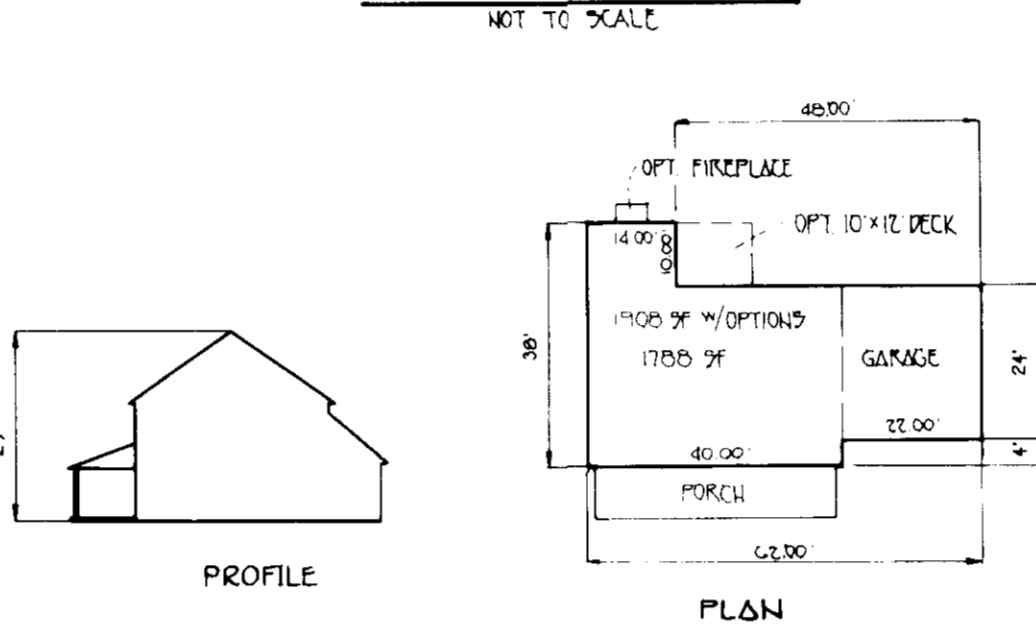 NOT TO SCALE
48.00'
OPT. FIREPLACE
OPT. 10'x12' DECK
14.00'
10.00
1908 SF W/OPTIONS
1788 SF
GARAGE
38'
24'
22.00'
4'
40.00'
PORCH
62.00'
PROFILE
PLAN